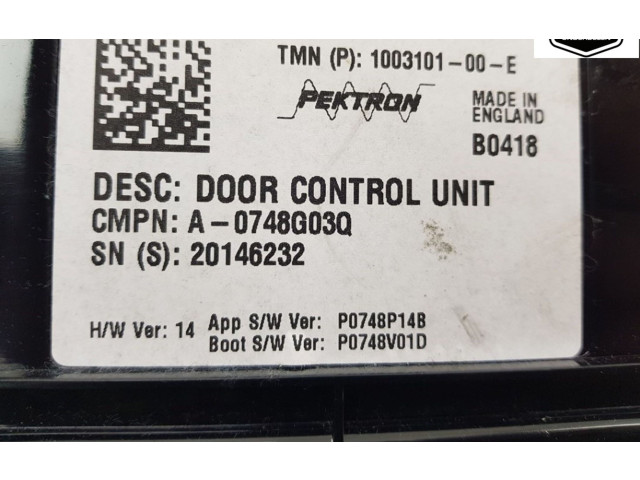 TMN (P): 1003101-00-E
PEKTRON
MADE IN
ENGLAND
B0418
DESC: DOOR CONTROL UNIT
CMPN: A-0748G03Q
SN (S): 20146232
H/W Ver: 14 App S/W Ver: P0748P14B
Boot S/W Ver: P0748V01D